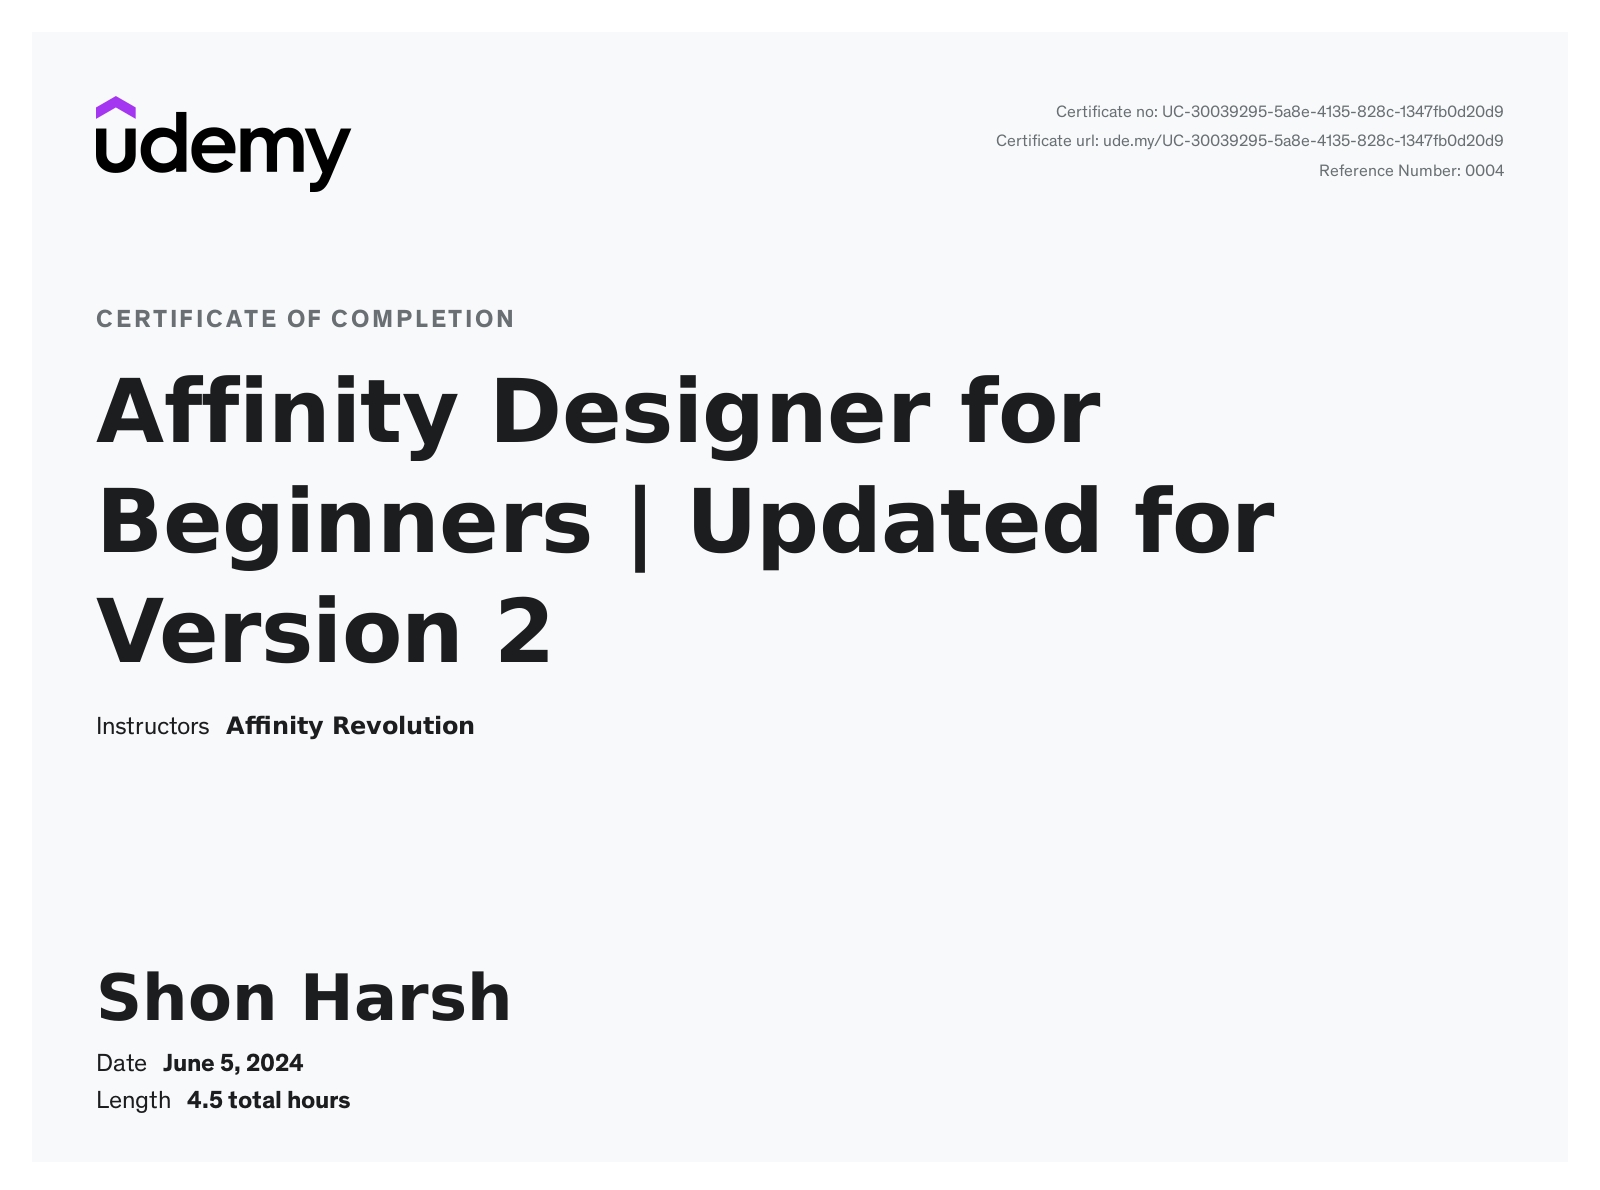 udemy
Certificate no: UC-30039295-5a8e-4135-828c-1347fb0d20d9
Certificate url: ude.my/UC-30039295-5a8e-4135-828c-1347fb0d20d9
Reference Number: 0004
CERTIFICATE OF COMPLETION
Affinity Designer for
Beginners | Updated for
Version 2
Instructors Affinity Revolution
Shon Harsh
Date June 5, 2024
Length 4.5 total hours